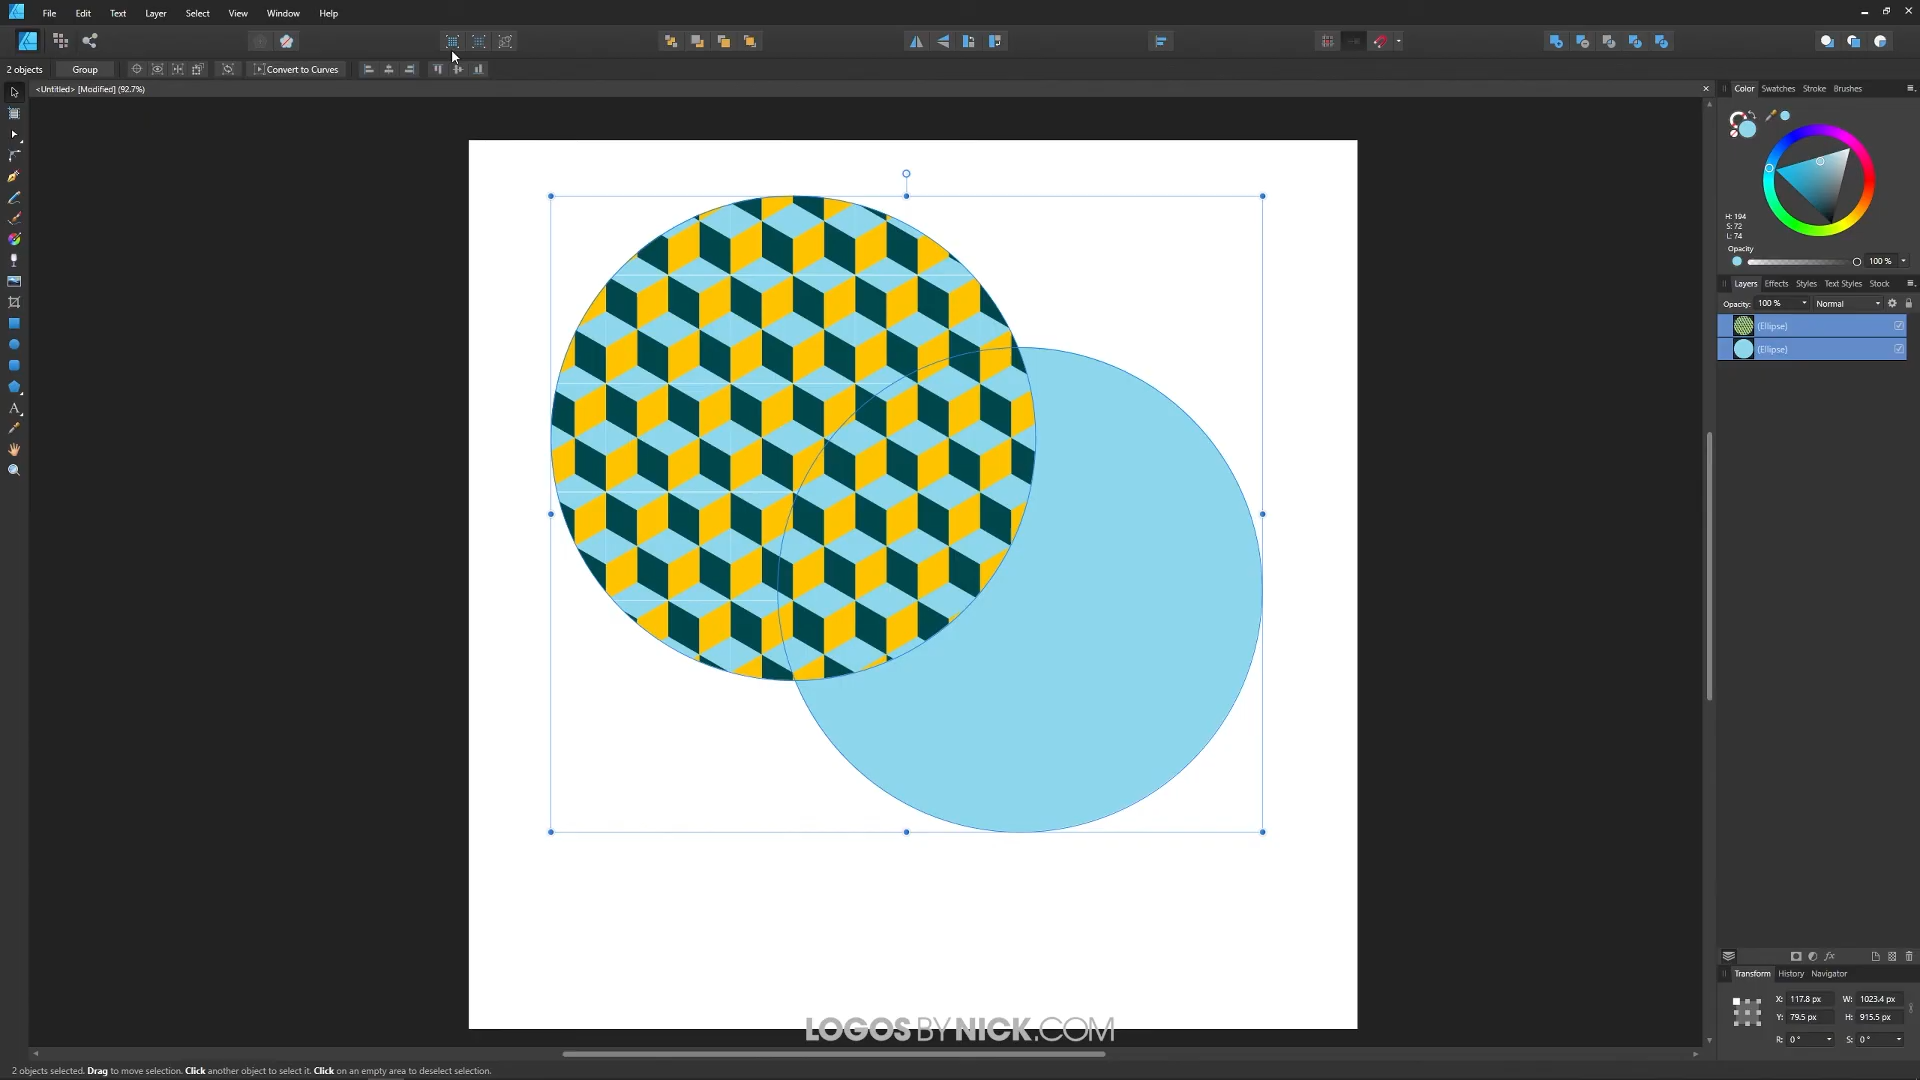 File Edit Text Layer Select View Window Help
2 objects Group Convert to Curves
<Untitled> [Modified] (92.7%)
Color Swatches Stroke Brushes
H: 194
S: 72
L: 74
Opacity
100 %
Layers Effects Styles Text Styles Stock
Opacity: 100 % Normal
(Ellipse)
(Ellipse)
Transform History Navigator
X: 117.8 px W: 1023.4 px
Y: 79.5 px H: 915.5 px
R: 0 ° S: 0 °
LOGOS BY NICK.COM
2 objects selected. Drag to move selection. Click another object to select it. Click on an empty area to deselect selection.